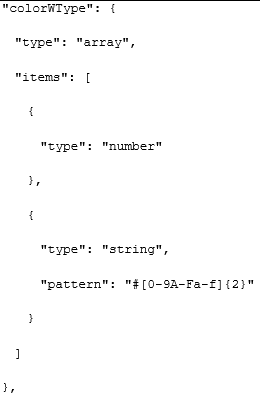 "colorWType": {
"type": "array",
"items": [
{
"type": "number"
},
{
"type": "string",
"pattern": "#[0-9A-Fa-f]{2}"
}
]
},